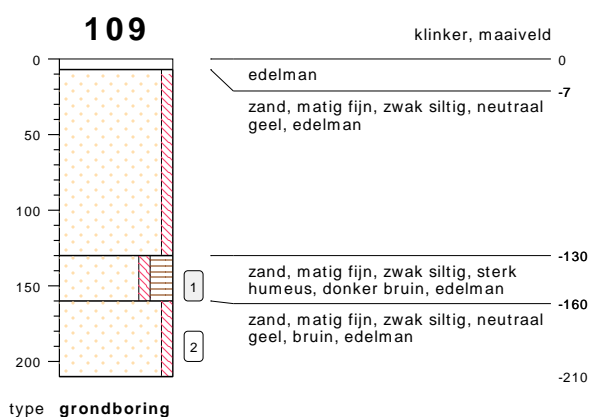 109
klinker, maaiveld
0
0
edelman
-7
zand, matig fijn, zwak siltig, neutraal
geel, edelman
50
100
-130
zand, matig fijn, zwak siltig, sterk
humeus, donker bruin, edelman
150
1
-160
zand, matig fijn, zwak siltig, neutraal
geel, bruin, edelman
2
200
-210
type grondboring